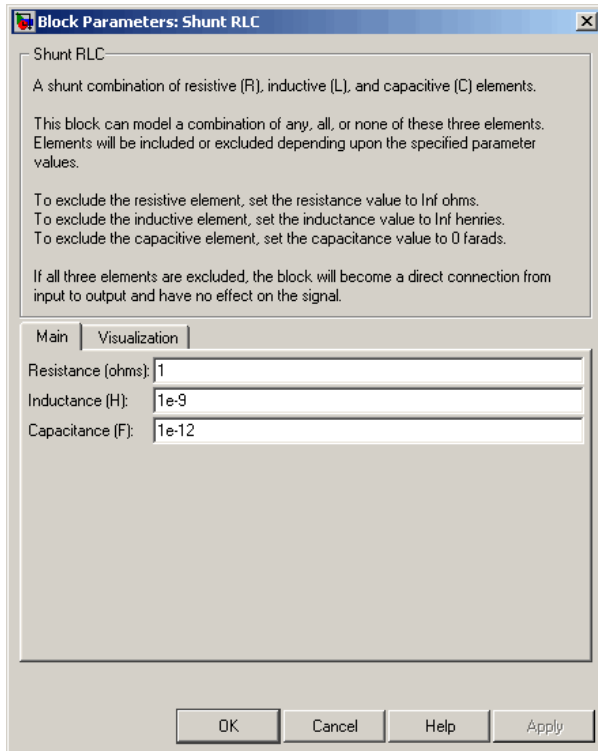 Block Parameters: Shunt RLC
Shunt RLC
A shunt combination of resistive (R), inductive (L), and capacitive (C) elements.
This block can model a combination of any, all, or none of these three elements.
Elements will be included or excluded depending upon the specified parameter
values.
To exclude the resistive element, set the resistance value to Inf ohms.
To exclude the inductive element, set the inductance value to Inf henries.
To exclude the capacitive element, set the capacitance value to 0 farads.
If all three elements are excluded, the block will become a direct connection from
input to output and have no effect on the signal.
Main Visualization
Resistance (ohms): 1
Inductance (H): 1e-9
Capacitance (F): 1e-12
OK Cancel Help Apply